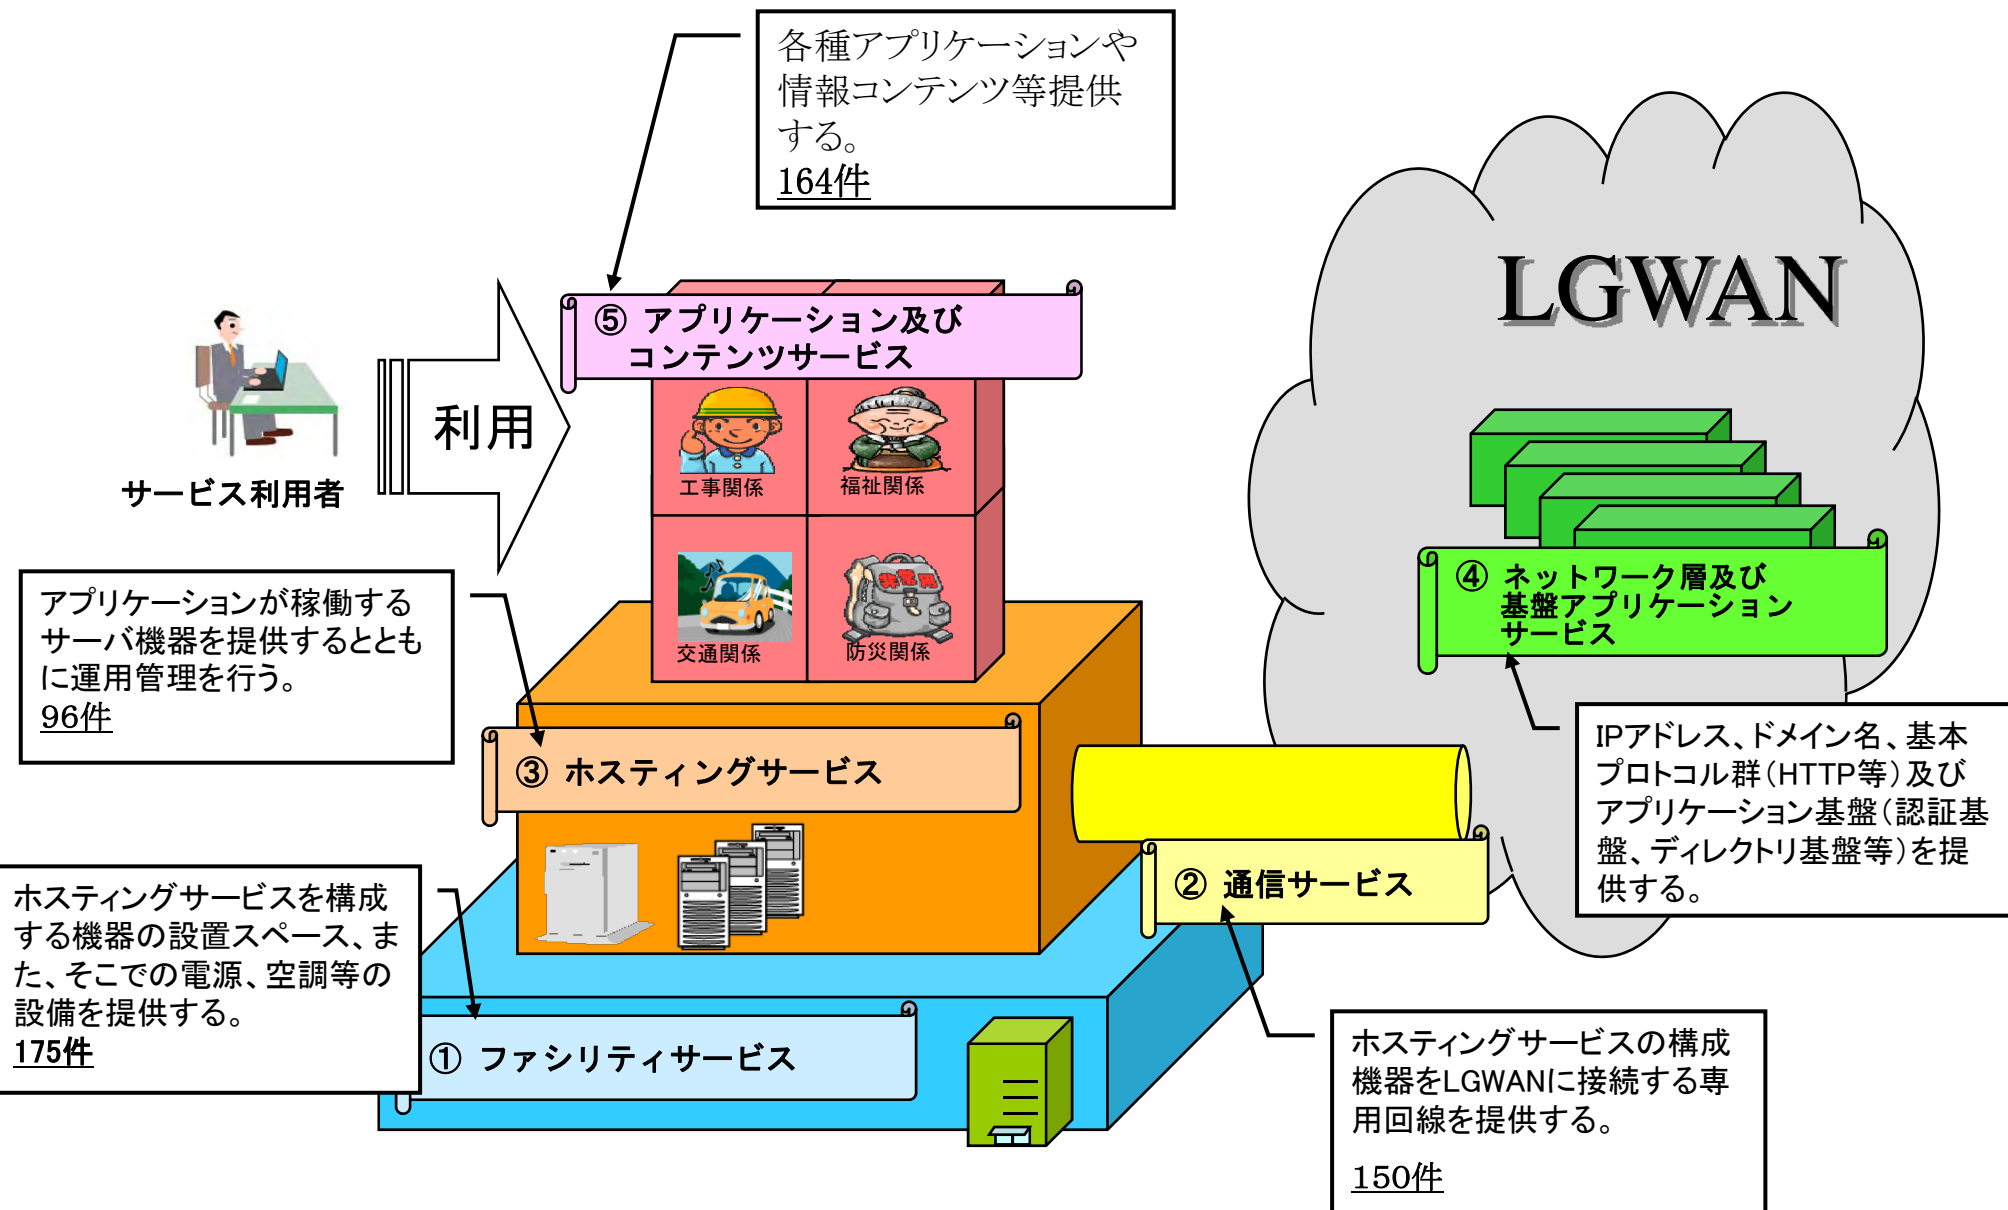 各種アプリケーションや
情報コンテンツ等提供
する。
164件
LGWAN
⑤ アプリケーション及び
コンテンツサービス
利用
サービス利用者
工事関係
福祉関係
交通関係
非常用
防災関係
④ ネットワーク層及び
基盤アプリケーション
サービス
アプリケーションが稼働する
サーバ機器を提供するととも
に運用管理を行う。
96件
③ ホスティングサービス
IPアドレス、ドメイン名、基本
プロトコル群（HTTP等）及び
アプリケーション基盤（認証基
盤、ディレクトリ基盤等）を提
供する。
② 通信サービス
ホスティングサービスを構成
する機器の設置スペース、ま
た、そこでの電源、空調等の
設備を提供する。
175件
① ファシリティサービス
ホスティングサービスの構成
機器をLGWANに接続する専
用回線を提供する。
150件